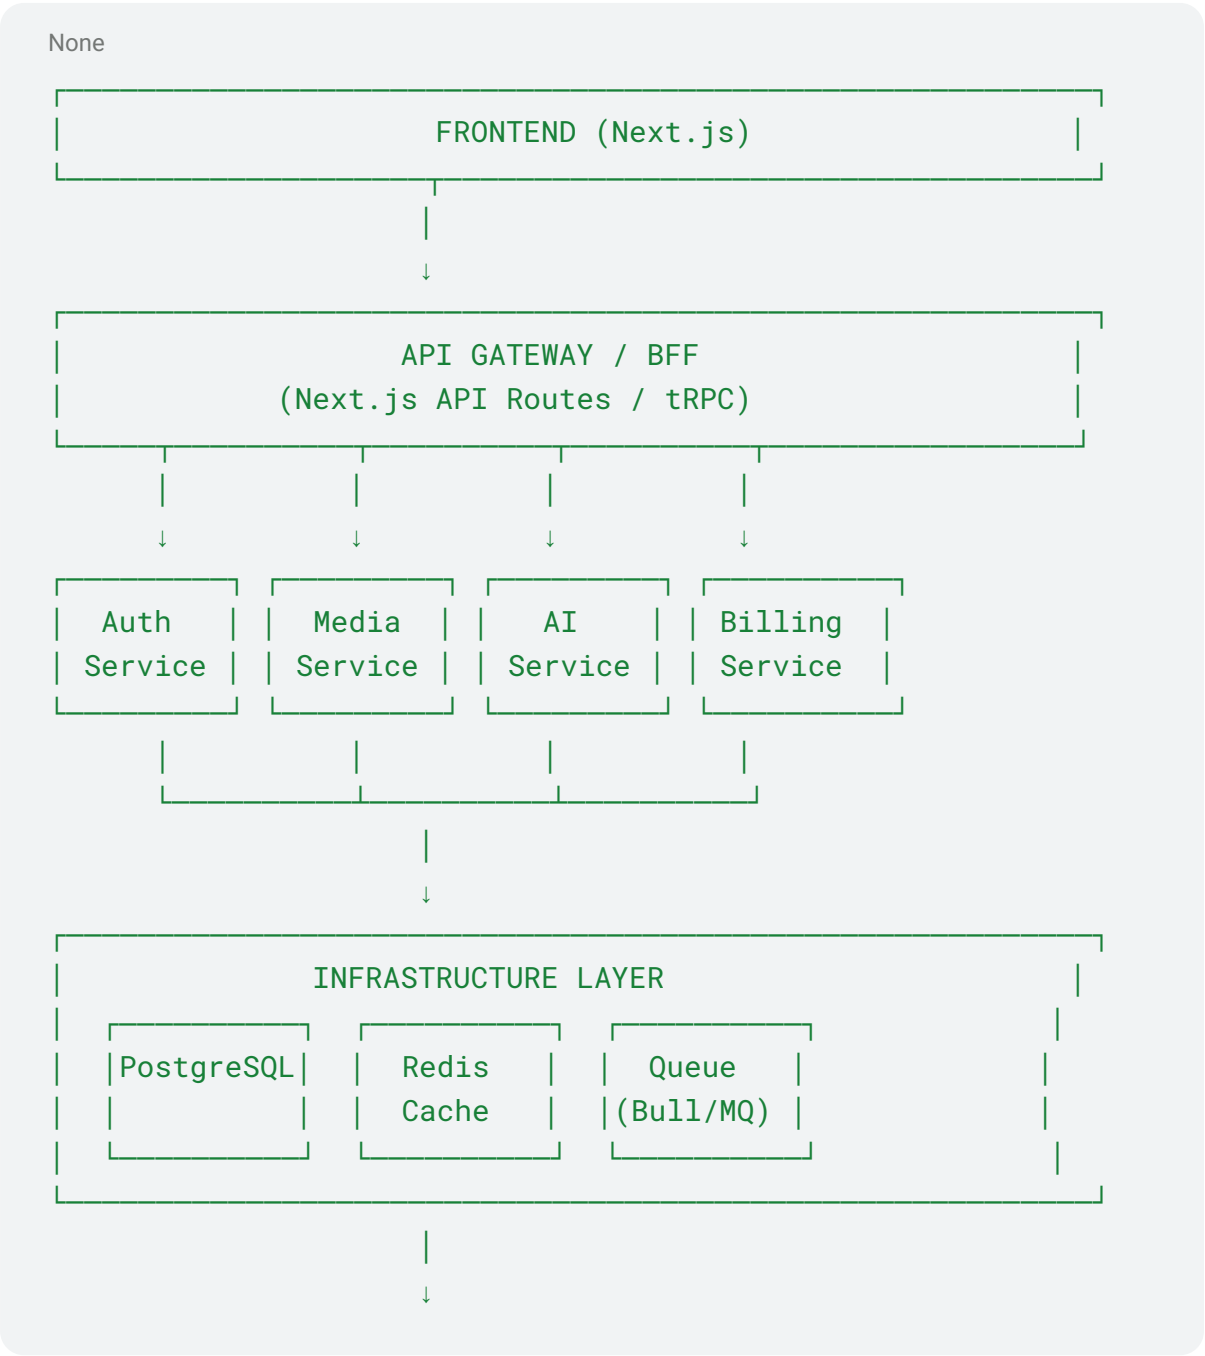 None
FRONTEND (Next.js)
↓
API GATEWAY / BFF
(Next.js API Routes / tRPC)
↓ ↓ ↓ ↓
Auth Media AI Billing
Service Service Service Service
↓
INFRASTRUCTURE LAYER
PostgreSQL Redis Queue
Cache (Bull/MQ)
↓